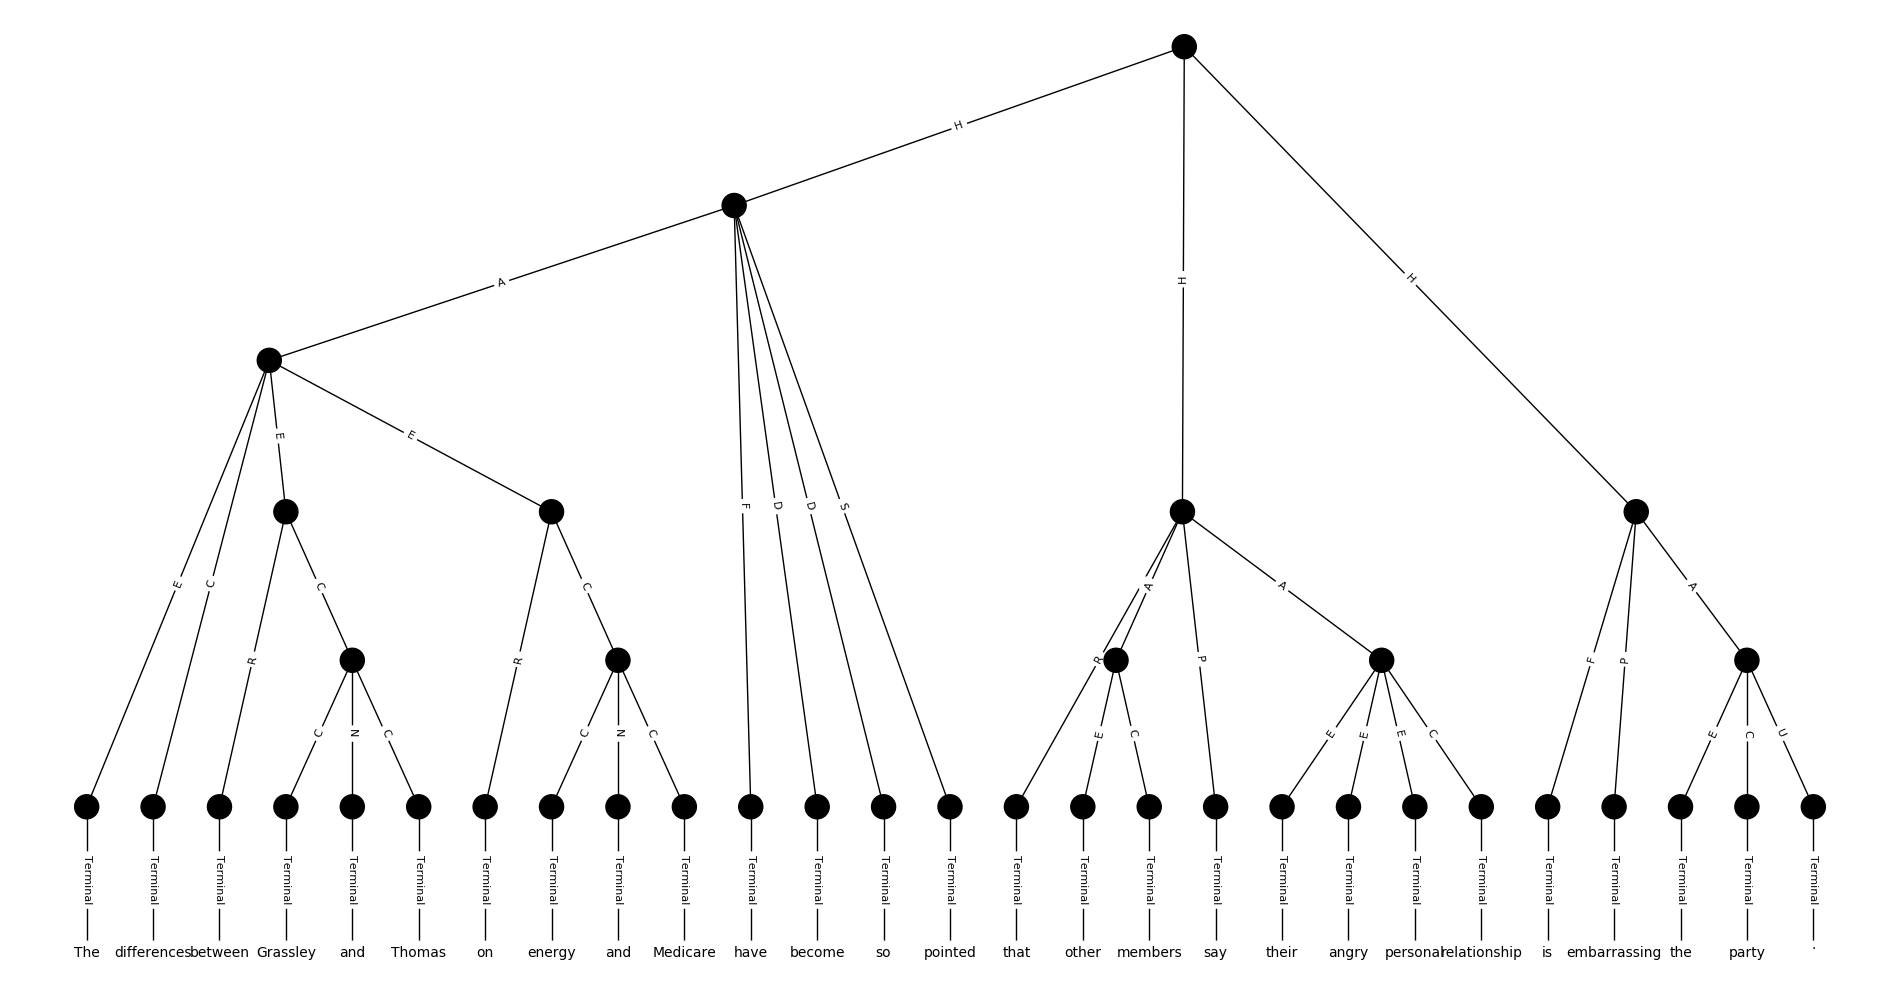 H
A H H
E E
F D D S
E C C C A A A
R R R P F P
C N C C N C E C E E E C E C U
Terminal Terminal Terminal Terminal Terminal Terminal Terminal Terminal Terminal Terminal Terminal Terminal Terminal Terminal Terminal Terminal Terminal Terminal Terminal Terminal Terminal Terminal Terminal Terminal Terminal Terminal Terminal
The differences between Grassley and Thomas on energy and Medicare have become so pointed that other members say their angry personal relationship is embarrassing the party .